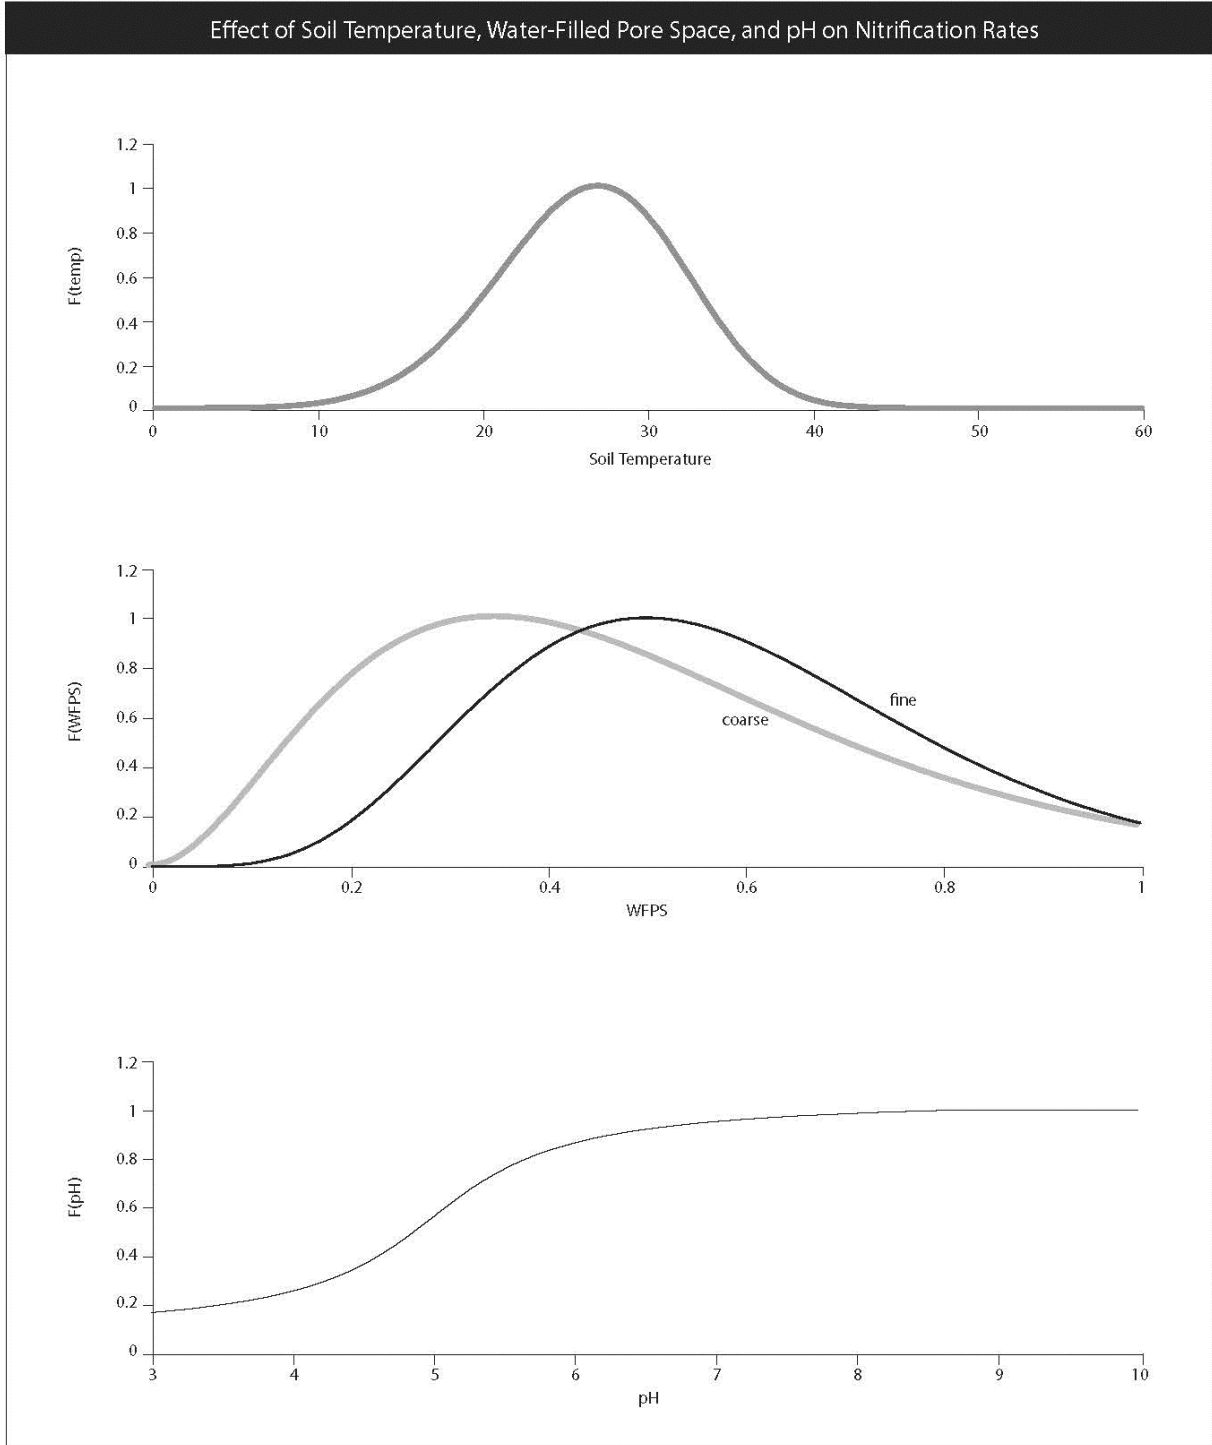 Effect of Soil Temperature, Water-Filled Pore Space, and pH on Nitrification Rates
1.2
1
0.8
0.6
0.4
0.2
0
F(temp)
0 10 20 30 40 50 60
Soil Temperature
1.2
1
0.8
0.6
0.4
0.2
0
F(WFPS)
fine
coarse
0 0.2 0.4 0.6 0.8 1
WFPS
1.2
1
0.8
0.6
0.4
0.2
0
F(pH)
3 4 5 6 7 8 9 10
pH